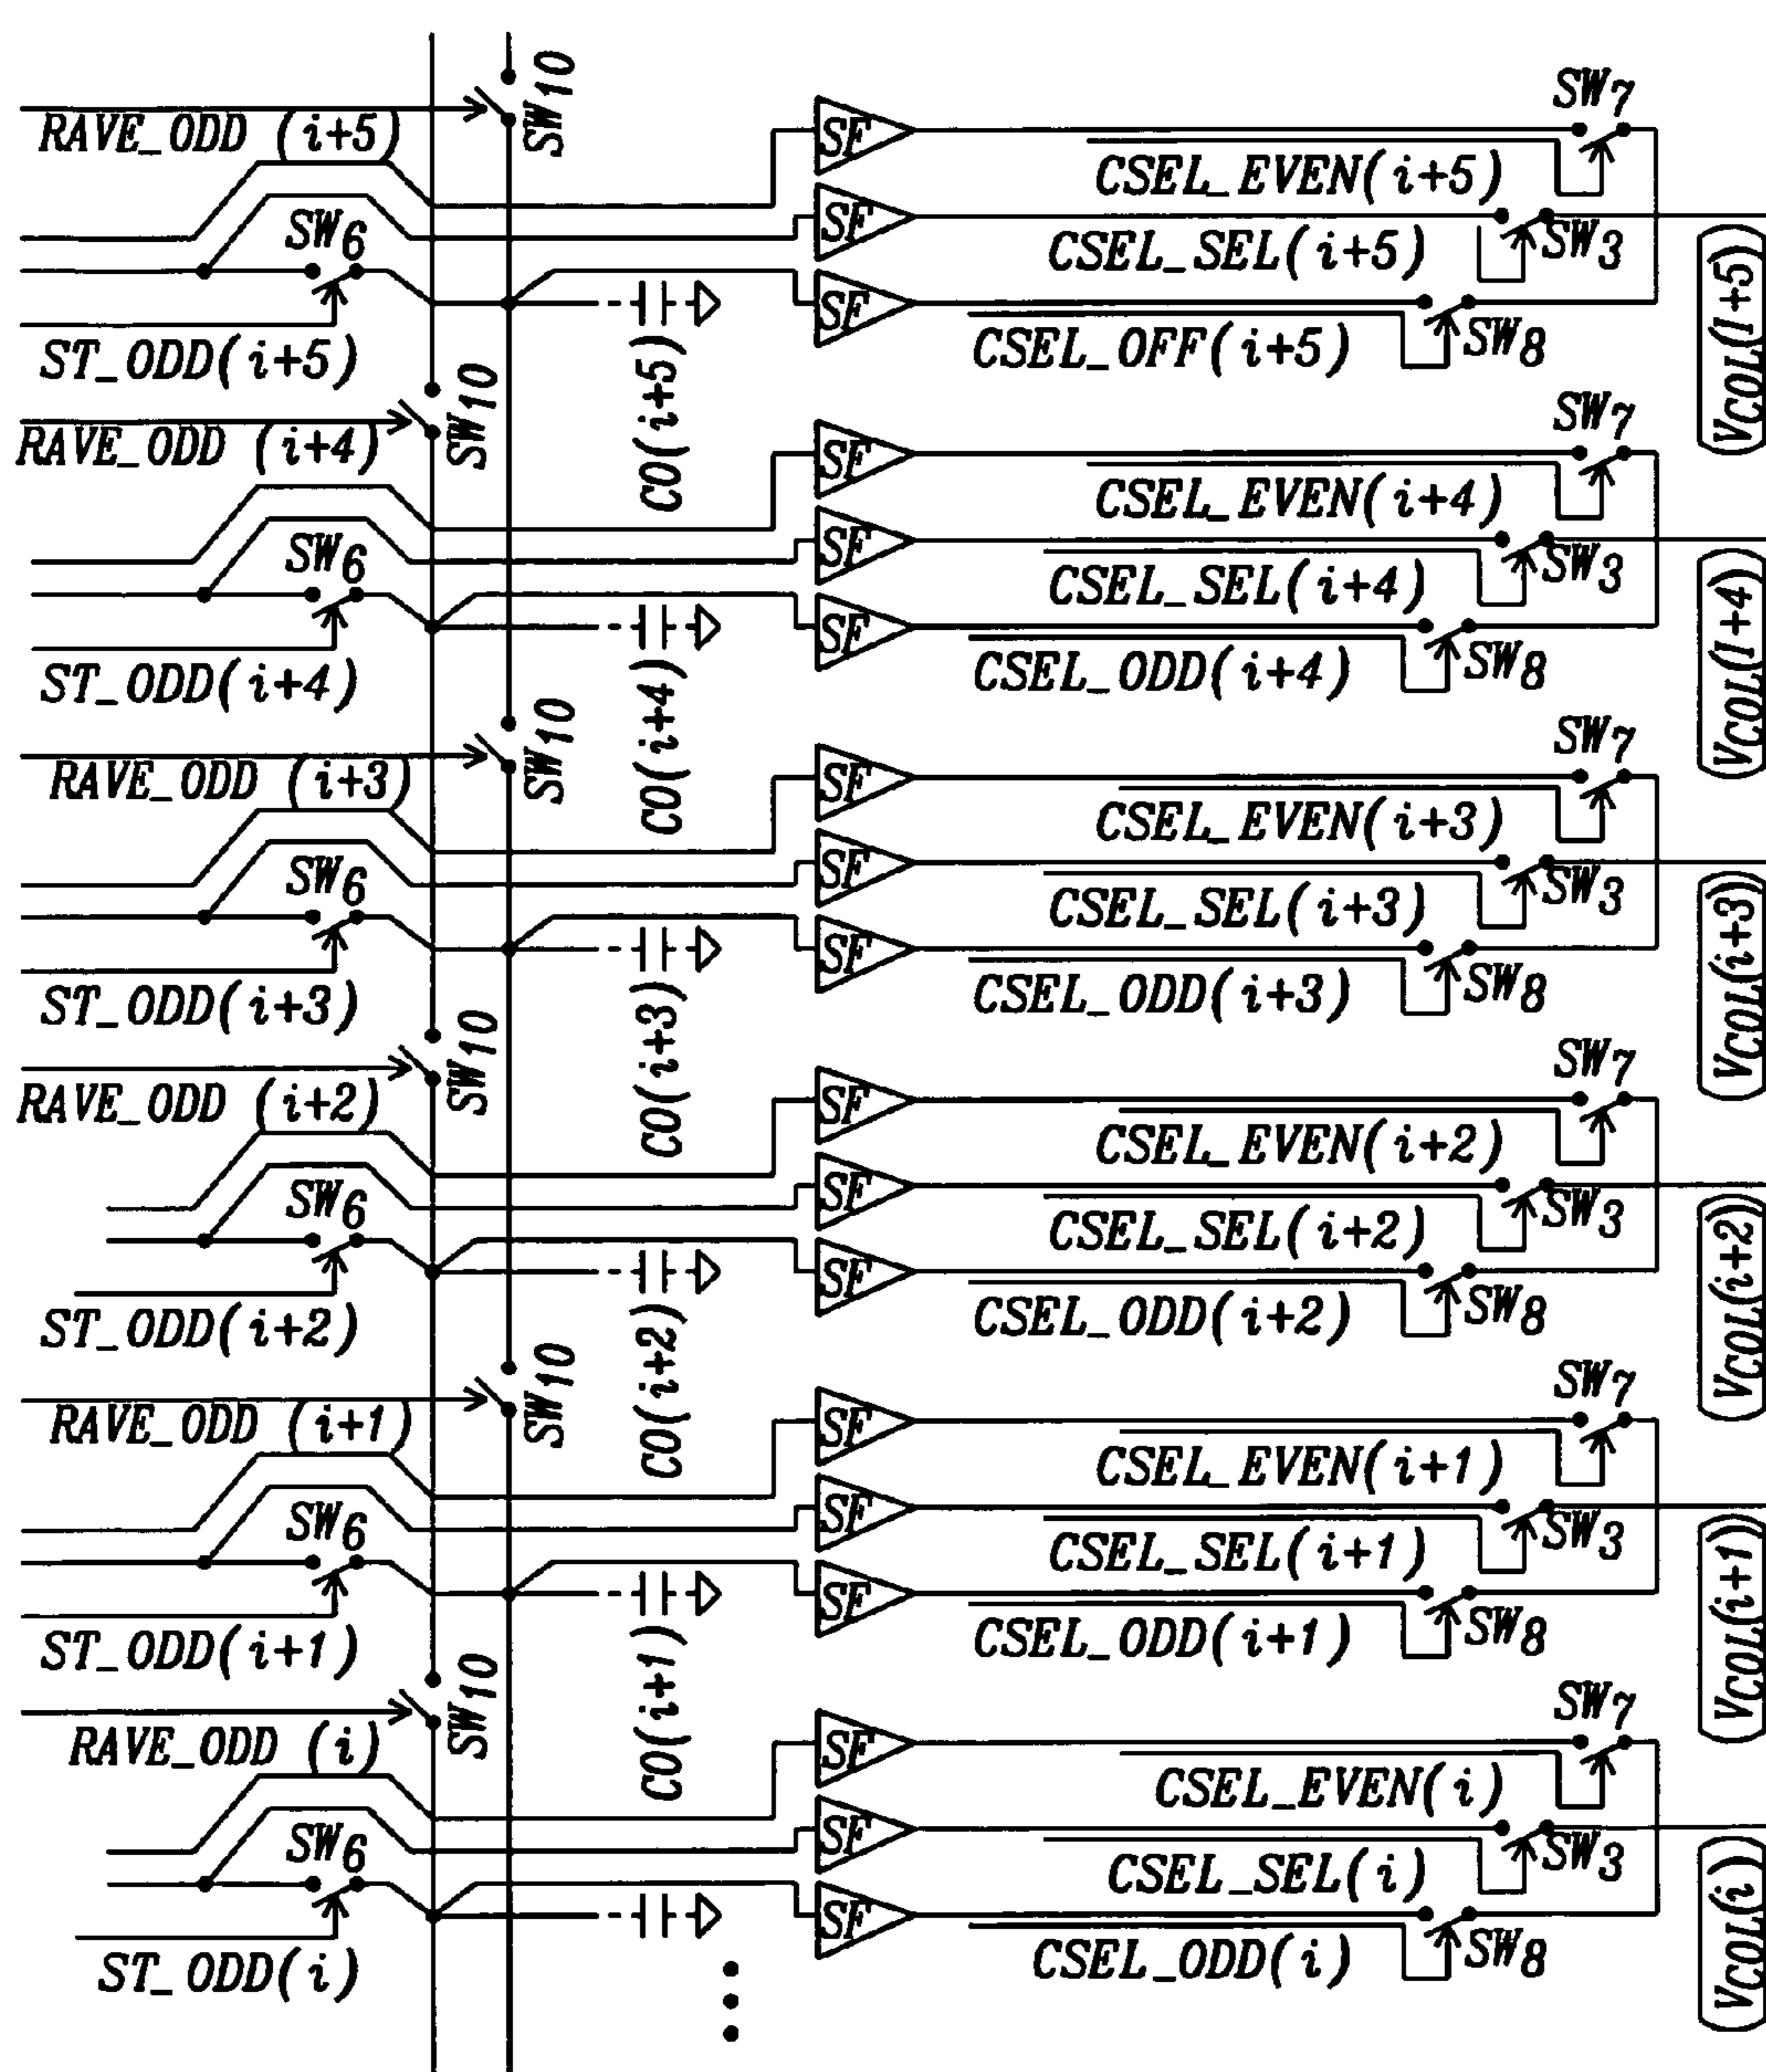 SW10
SW7
RAVE_ODD (i+5)
SF
CSEL_EVEN(i+5)
SW6
SF
CSEL_SEL(i+5)
SW3
SF
ST_ODD(i+5)
CSEL_OFF(i+5)
SW8
VCOL(I+5)
CO(i+5)
SW10
SW7
RAVE_ODD (i+4)
SF
CSEL_EVEN(i+4)
SW6
SF
CSEL_SEL(i+4)
SW3
SF
ST_ODD(i+4)
CSEL_ODD(i+4)
SW8
VCOL(I+4)
CO(i+4)
SW10
SW7
RAVE_ODD (i+3)
SF
CSEL_EVEN(i+3)
SW6
SF
CSEL_SEL(i+3)
SW3
SF
ST_ODD(i+3)
CSEL_ODD(i+3)
SW8
VCOL(i+3)
CO(i+3)
SW10
SW7
RAVE_ODD (i+2)
SF
CSEL_EVEN(i+2)
SW6
SF
CSEL_SEL(i+2)
SW3
SF
ST_ODD(i+2)
CSEL_ODD(i+2)
SW8
VCOL(i+2)
CO(i+2)
SW10
SW7
RAVE_ODD (i+1)
SF
CSEL_EVEN(i+1)
SW6
SF
CSEL_SEL(i+1)
SW3
SF
ST_ODD(i+1)
CSEL_ODD(i+1)
SW8
VCOL(i+1)
CO(i+1)
SW10
SW7
RAVE_ODD (i)
SF
CSEL_EVEN(i)
SW6
SF
CSEL_SEL(i)
SW3
SF
ST_ODD(i)
CSEL_ODD(i)
SW8
VCOL(i)